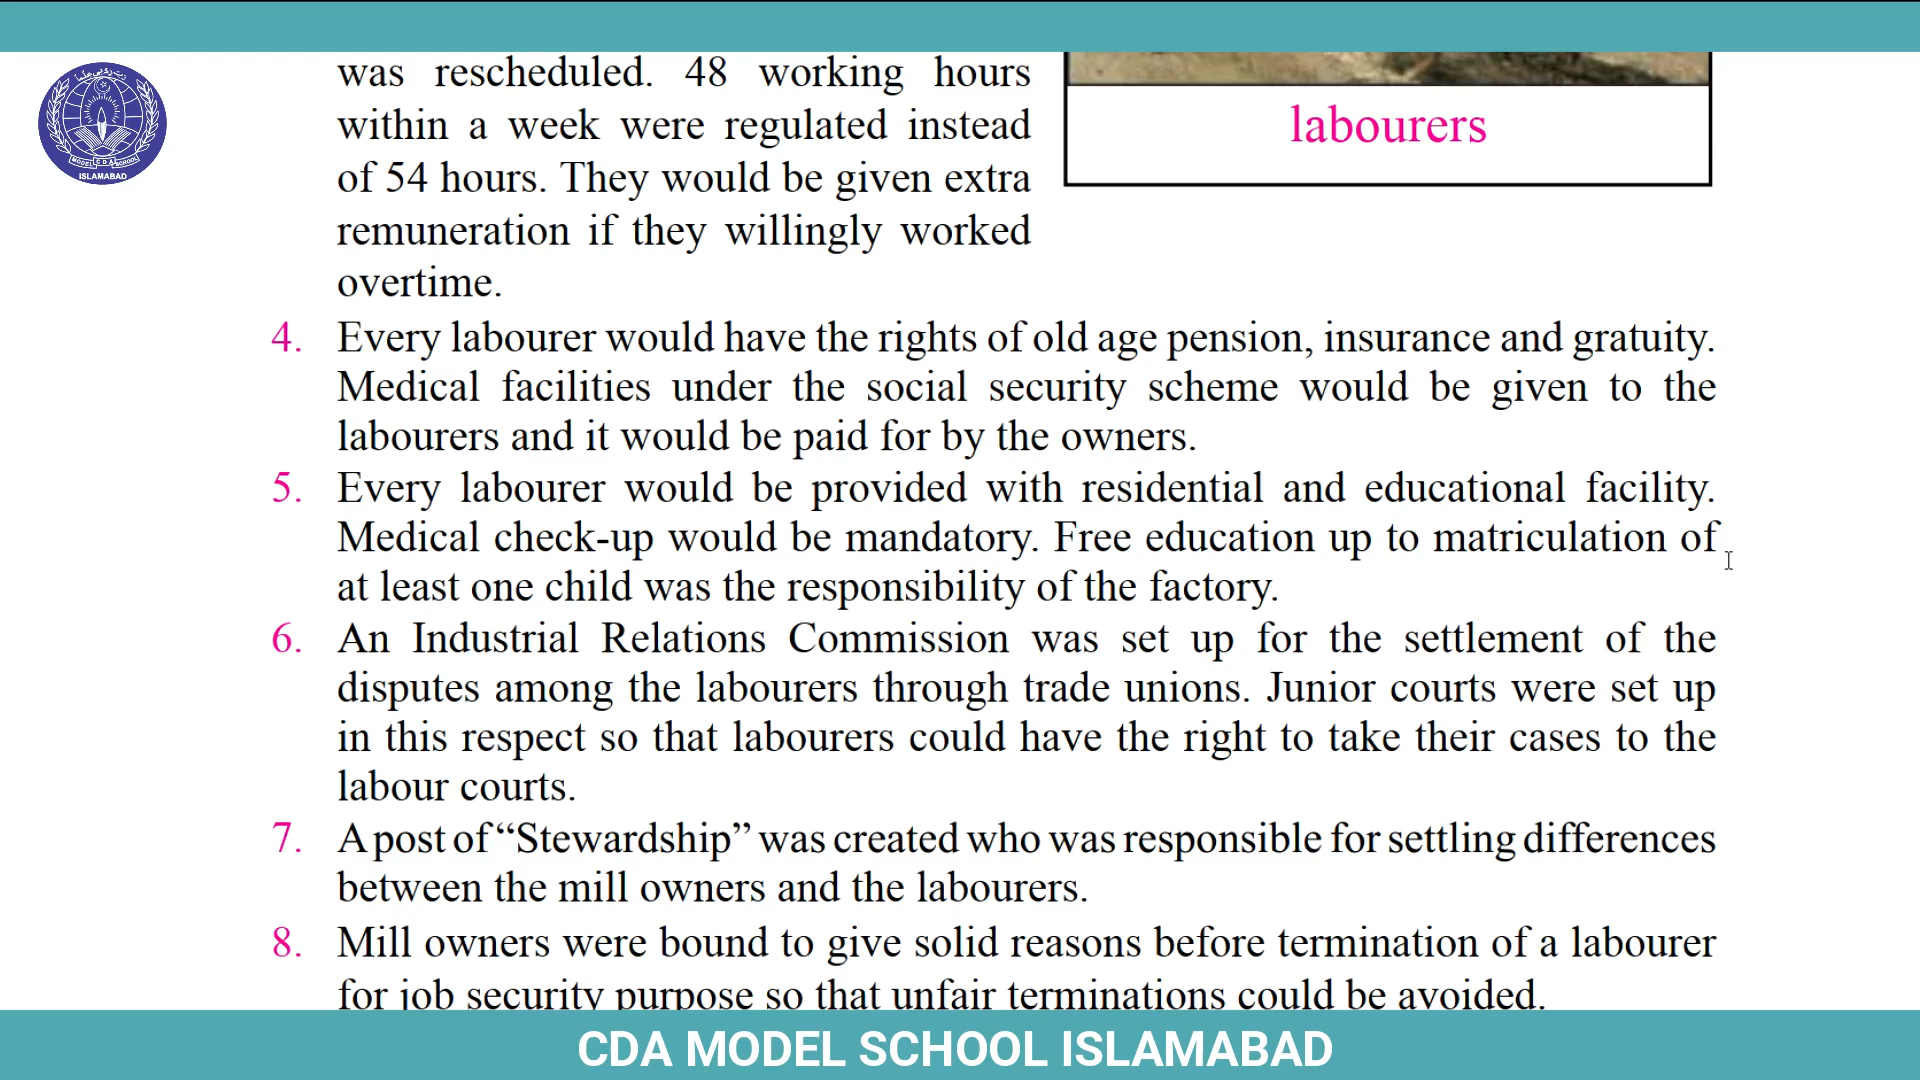 was rescheduled. 48 working hours
within a week were regulated instead
of 54 hours. They would be given extra
remuneration if they willingly worked
overtime.
labourers
4. Every labourer would have the rights of old age pension, insurance and gratuity.
Medical facilities under the social security scheme would be given to the
labourers and it would be paid for by the owners.
5. Every labourer would be provided with residential and educational facility.
Medical check-up would be mandatory. Free education up to matriculation of
at least one child was the responsibility of the factory.
6. An Industrial Relations Commission was set up for the settlement of the
disputes among the labourers through trade unions. Junior courts were set up
in this respect so that labourers could have the right to take their cases to the
labour courts.
7. A post of “Stewardship” was created who was responsible for settling differences
between the mill owners and the labourers.
8. Mill owners were bound to give solid reasons before termination of a labourer
for job security purpose so that unfair terminations could be avoided.
MODEL CDA SCHOOL
ISLAMABAD
CDA MODEL SCHOOL ISLAMABAD